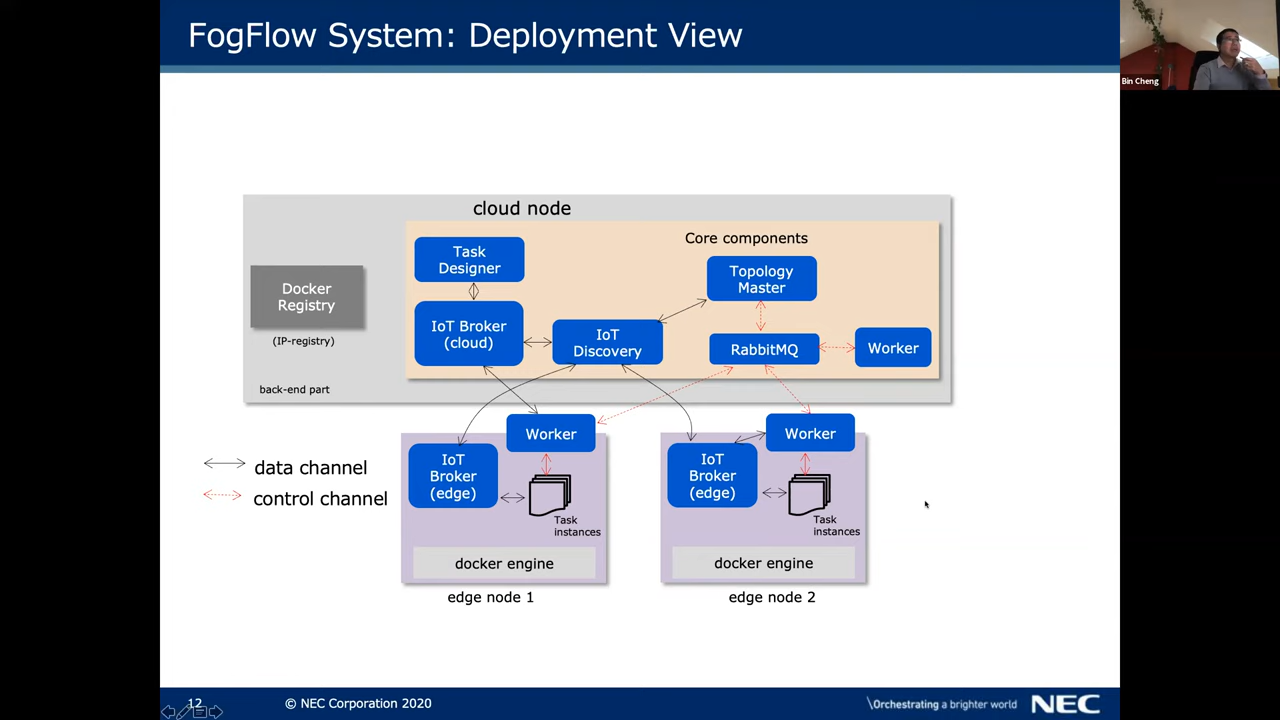 FogFlow System: Deployment View
Bin Cheng
cloud node
Core components
Task
Designer
Topology
Master
Docker
Registry
(IP-registry)
IoT Broker
(cloud)
IoT
Discovery
RabbitMQ
Worker
back-end part
data channel
control channel
Worker
IoT
Broker
(edge)
Task
instances
docker engine
edge node 1
Worker
IoT
Broker
(edge)
Task
instances
docker engine
edge node 2
12
© NEC Corporation 2020
\Orchestrating a brighter world
NEC